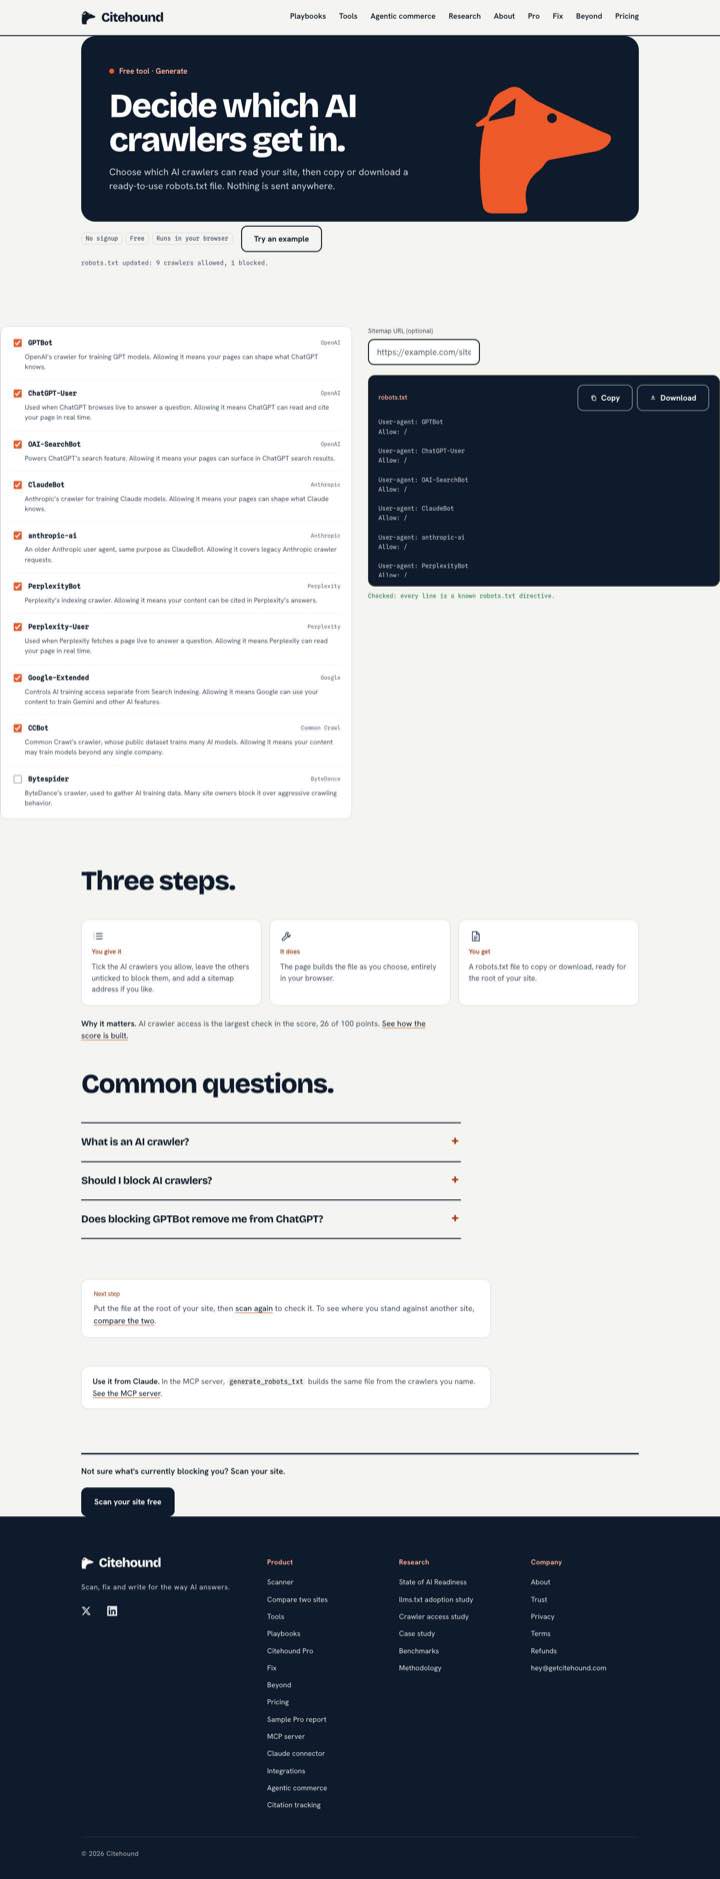 Citehound
Playbooks Tools Agentic commerce Research About Pro Fix Beyond Pricing
Free tool · Generate
Decide which AI
crawlers get in.
Choose which AI crawlers can read your site, then copy or download a
ready-to-use robots.txt file. Nothing is sent anywhere.
No signup Free Runs in your browser Try an example
robots.txt updated: 9 crawlers allowed, 1 blocked.
GPTBot OpenAI
OpenAI's crawler for training GPT models. Allowing it means your pages can shape what ChatGPT
knows.
ChatGPT-User OpenAI
Used when ChatGPT browses live to answer a question. Allowing it means ChatGPT can read and cite
your page in real time.
OAI-SearchBot OpenAI
Powers ChatGPT's search feature. Allowing it means your pages can surface in ChatGPT search results.
ClaudeBot Anthropic
Anthropic's crawler for training Claude models. Allowing it means your pages can shape what Claude
knows.
anthropic-ai Anthropic
An older Anthropic user agent, same purpose as ClaudeBot. Allowing it covers legacy Anthropic crawler
requests.
PerplexityBot Perplexity
Perplexity's indexing crawler. Allowing it means your content can be cited in Perplexity's answers.
Perplexity-User Perplexity
Used when Perplexity fetches a page live to answer a question. Allowing it means Perplexity can read
your page in real time.
Google-Extended Google
Controls AI training access separate from Search indexing. Allowing it means Google can use your
content to train Gemini and other AI features.
CCBot Common Crawl
Common Crawl's crawler, whose public dataset trains many AI models. Allowing it means your content
may train models beyond any single company.
Bytespider ByteDance
ByteDance's crawler, used to gather AI training data. Many site owners block it over aggressive crawling
behavior.
Sitemap URL (optional)
https://example.com/site
robots.txt Copy Download
User-agent: GPTBot
Allow: /
User-agent: ChatGPT-User
Allow: /
User-agent: OAI-SearchBot
Allow: /
User-agent: ClaudeBot
Allow: /
User-agent: anthropic-ai
Allow: /
User-agent: PerplexityBot
Allow: /
Checked: every line is a known robots.txt directive.
Three steps.
You give it
Tick the AI crawlers you allow, leave the others
unticked to block them, and add a sitemap
address if you like.
It does
The page builds the file as you choose, entirely
in your browser.
You get
A robots.txt file to copy or download, ready for
the root of your site.
Why it matters. AI crawler access is the largest check in the score, 26 of 100 points. See how the
score is built.
Common questions.
What is an AI crawler? +
Should I block AI crawlers? +
Does blocking GPTBot remove me from ChatGPT? +
Next step
Put the file at the root of your site, then scan again to check it. To see where you stand against another site,
compare the two.
Use it from Claude. In the MCP server, generate_robots_txt builds the same file from the crawlers you name.
See the MCP server.
Not sure what's currently blocking you? Scan your site.
Scan your site free
Citehound
Scan, fix and write for the way AI answers.
Product
Scanner
Compare two sites
Tools
Playbooks
Citehound Pro
Fix
Beyond
Pricing
Sample Pro report
MCP server
Claude connector
Integrations
Agentic commerce
Citation tracking
Research
State of AI Readiness
llms.txt adoption study
Crawler access study
Case study
Benchmarks
Methodology
Company
About
Trust
Privacy
Terms
Refunds
hey@getcitehound.com
© 2026 Citehound